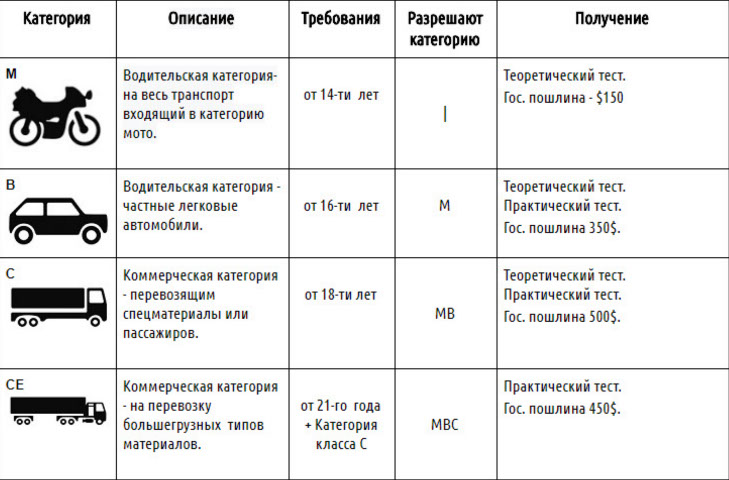 Категория
Описание
Требования
Разрешают
категорию
Получение
M
Водительская категория-
на весь транспорт
входящий в категорию
мото.
от 14-ти лет
|
Теоретический тест.
Гос. пошлина - $150
B
Водительская категория -
частные легковые
автомобили.
от 16-ти лет
M
Теоретический тест.
Практический тест.
Гос. пошлина 350$.
C
Коммерческая категория
- перевозящим
спецматериалы или
пассажиров.
от 18-ти лет
MB
Теоретический тест.
Практический тест.
Гос. пошлина 500$.
CE
Коммерческая категория
- на перевозку
большегрузных типов
материалов.
от 21-го года
+ Категория
класса C
MBC
Практический тест.
Гос. пошлина 450$.